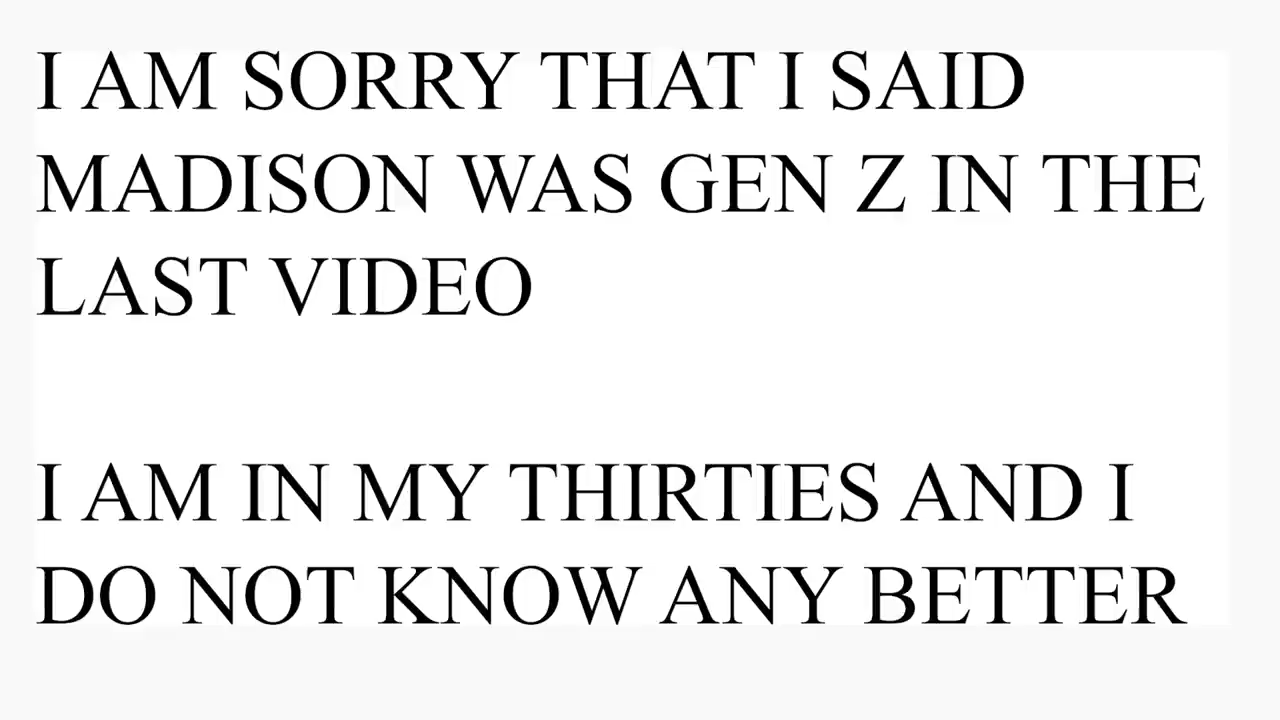 I AM SORRY THAT I SAID
MADISON WAS GEN Z IN THE
LAST VIDEO
I AM IN MY THIRTIES AND I
DO NOT KNOW ANY BETTER